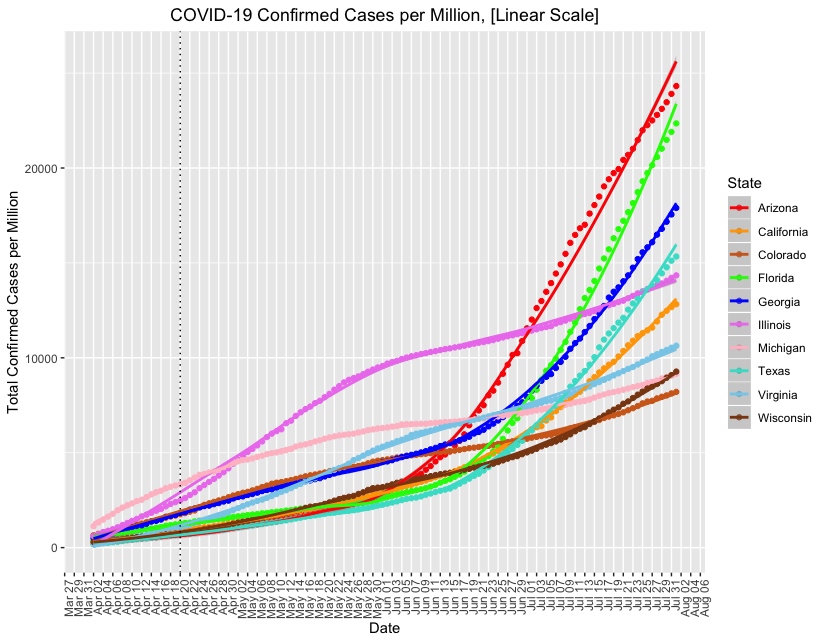 COVID-19 Confirmed Cases per Million, [Linear Scale]
Total Confirmed Cases per Million
20000
10000
0
Mar 27
Mar 29
Mar 31
Apr 02
Apr 04
Apr 06
Apr 08
Apr 10
Apr 12
Apr 14
Apr 16
Apr 18
Apr 20
Apr 22
Apr 24
Apr 26
Apr 28
Apr 30
May 02
May 04
May 06
May 08
May 10
May 12
May 14
May 16
May 18
May 20
May 22
May 24
May 26
May 28
May 30
Jun 01
Jun 03
Jun 05
Jun 07
Jun 09
Jun 11
Jun 13
Jun 15
Jun 17
Jun 19
Jun 21
Jun 23
Jun 25
Jun 27
Jun 29
Jul 01
Jul 03
Jul 05
Jul 07
Jul 09
Jul 11
Jul 13
Jul 15
Jul 17
Jul 19
Jul 21
Jul 23
Jul 25
Jul 27
Jul 29
Jul 31
Aug 02
Aug 04
Aug 06
Date
State
Arizona
California
Colorado
Florida
Georgia
Illinois
Michigan
Texas
Virginia
Wisconsin